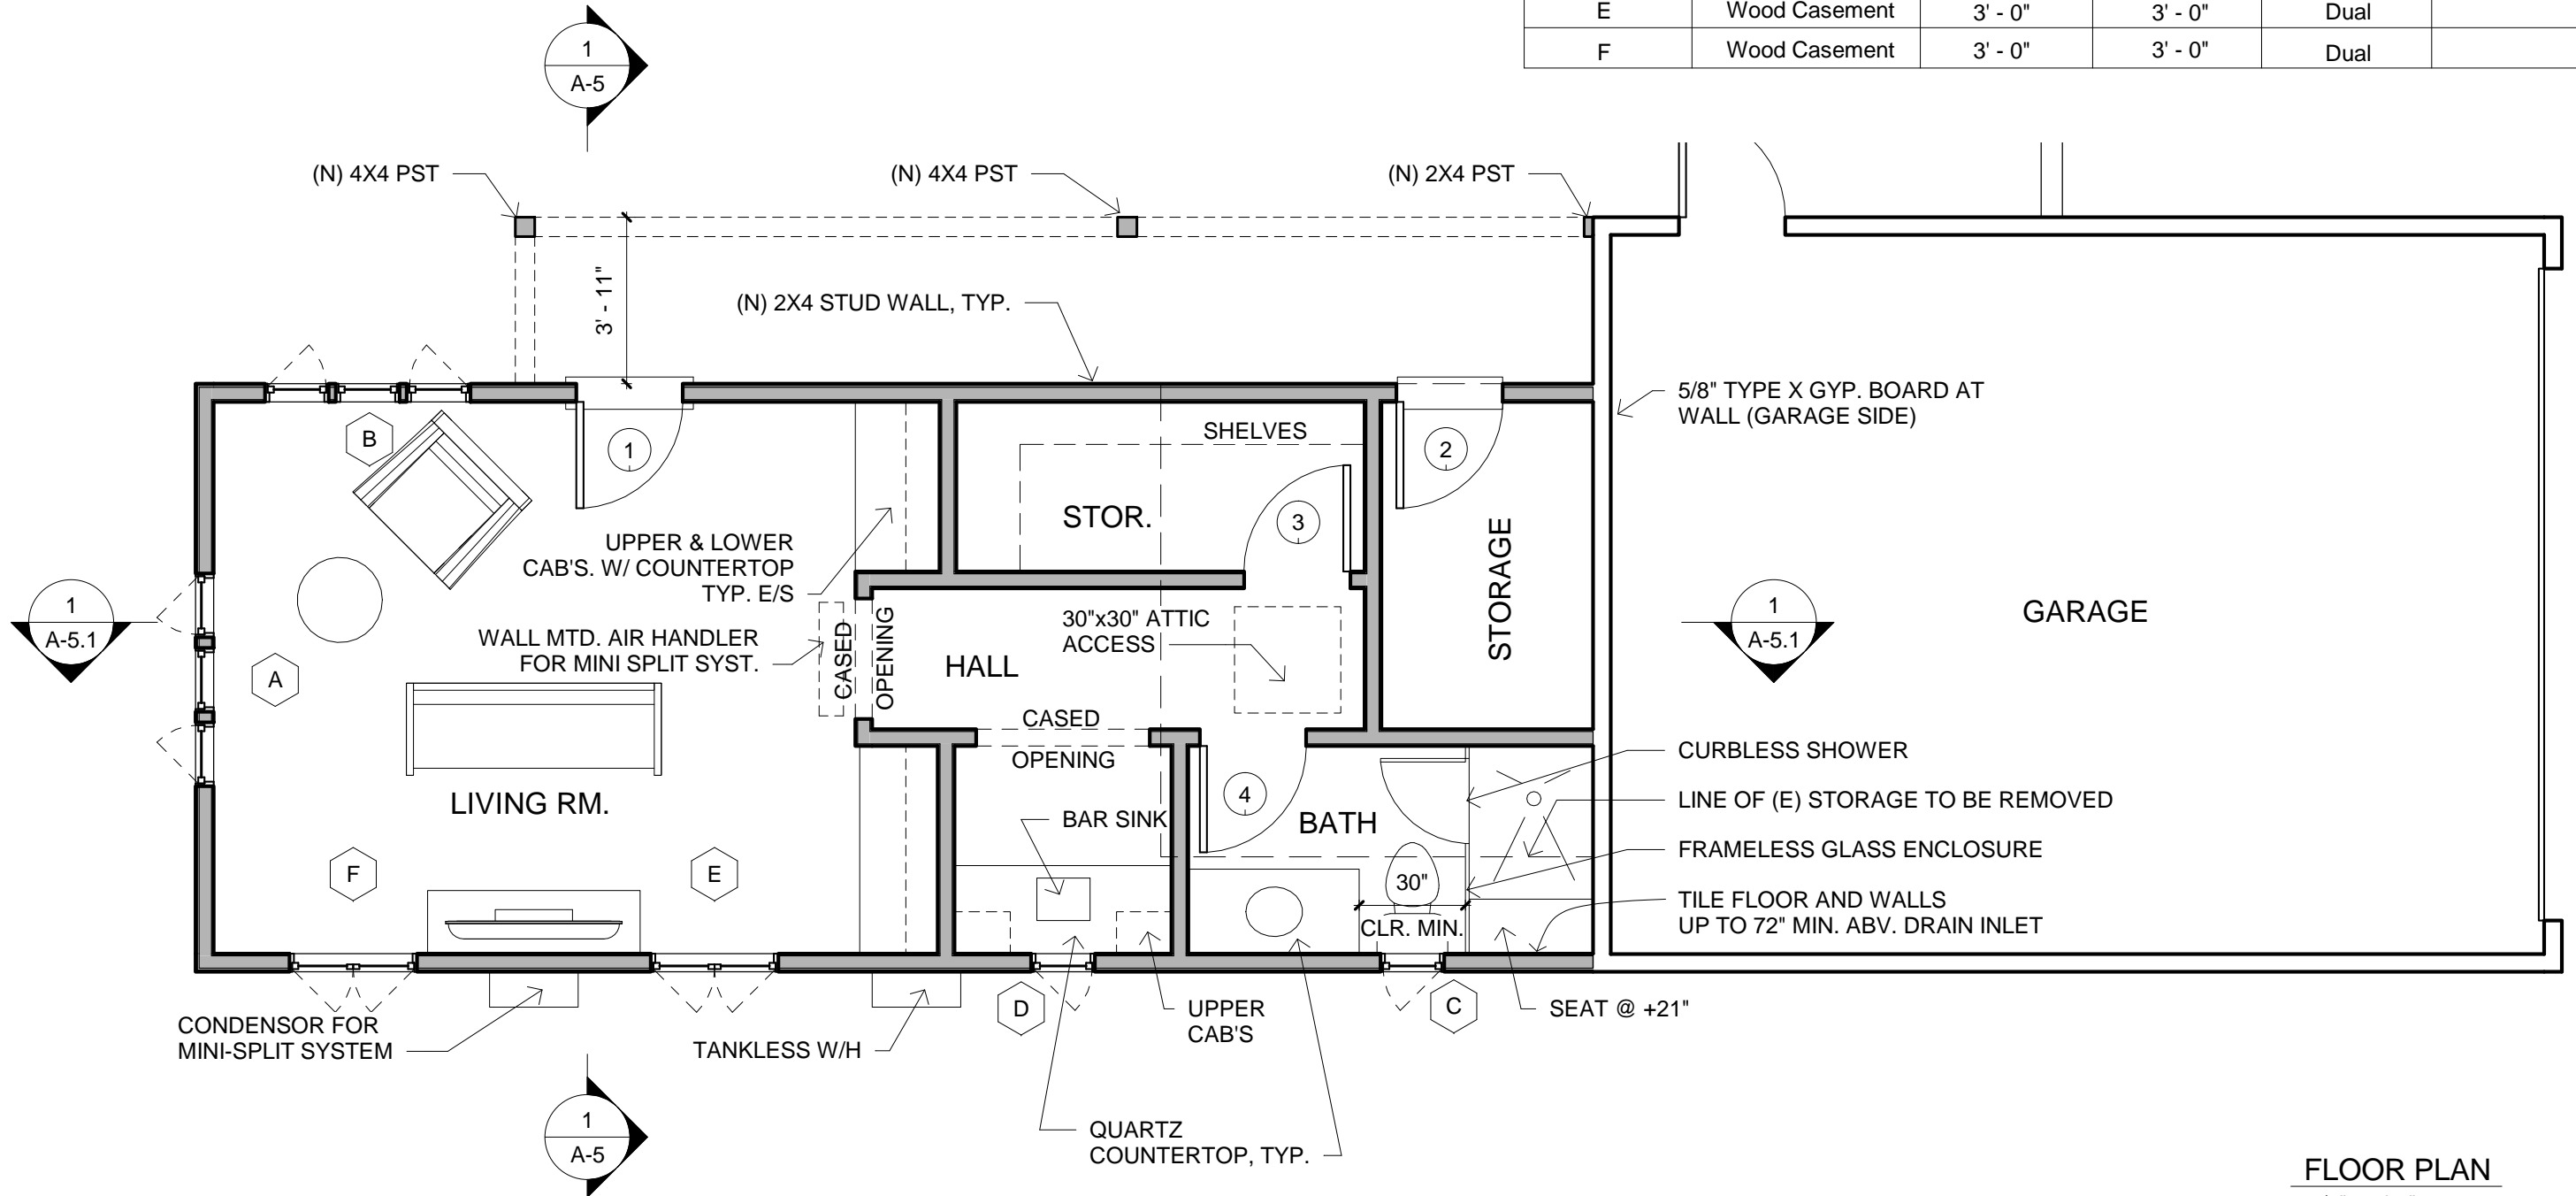 E Wood Casement 3' - 0" 3' - 0" Dual
F Wood Casement 3' - 0" 3' - 0" Dual
1
A-5
(N) 4X4 PST
(N) 4X4 PST
(N) 2X4 PST
3' - 11"
(N) 2X4 STUD WALL, TYP.
5/8" TYPE X GYP. BOARD AT
WALL (GARAGE SIDE)
B
1
SHELVES
2
STOR.
3
UPPER & LOWER
CAB'S. W/ COUNTERTOP
TYP. E/S
STORAGE
1
A-5.1
WALL MTD. AIR HANDLER
FOR MINI SPLIT SYST.
CASED
OPENING
30"x30" ATTIC
ACCESS
HALL
1
A-5.1
GARAGE
A
CASED
OPENING
CURBLESS SHOWER
LIVING RM.
4
BAR SINK
BATH
LINE OF (E) STORAGE TO BE REMOVED
FRAMELESS GLASS ENCLOSURE
F
E
30"
CLR. MIN.
TILE FLOOR AND WALLS
UP TO 72" MIN. ABV. DRAIN INLET
D
C
UPPER
CAB'S
SEAT @ +21"
CONDENSOR FOR
MINI-SPLIT SYSTEM
TANKLESS W/H
1
A-5
QUARTZ
COUNTERTOP, TYP.
FLOOR PLAN